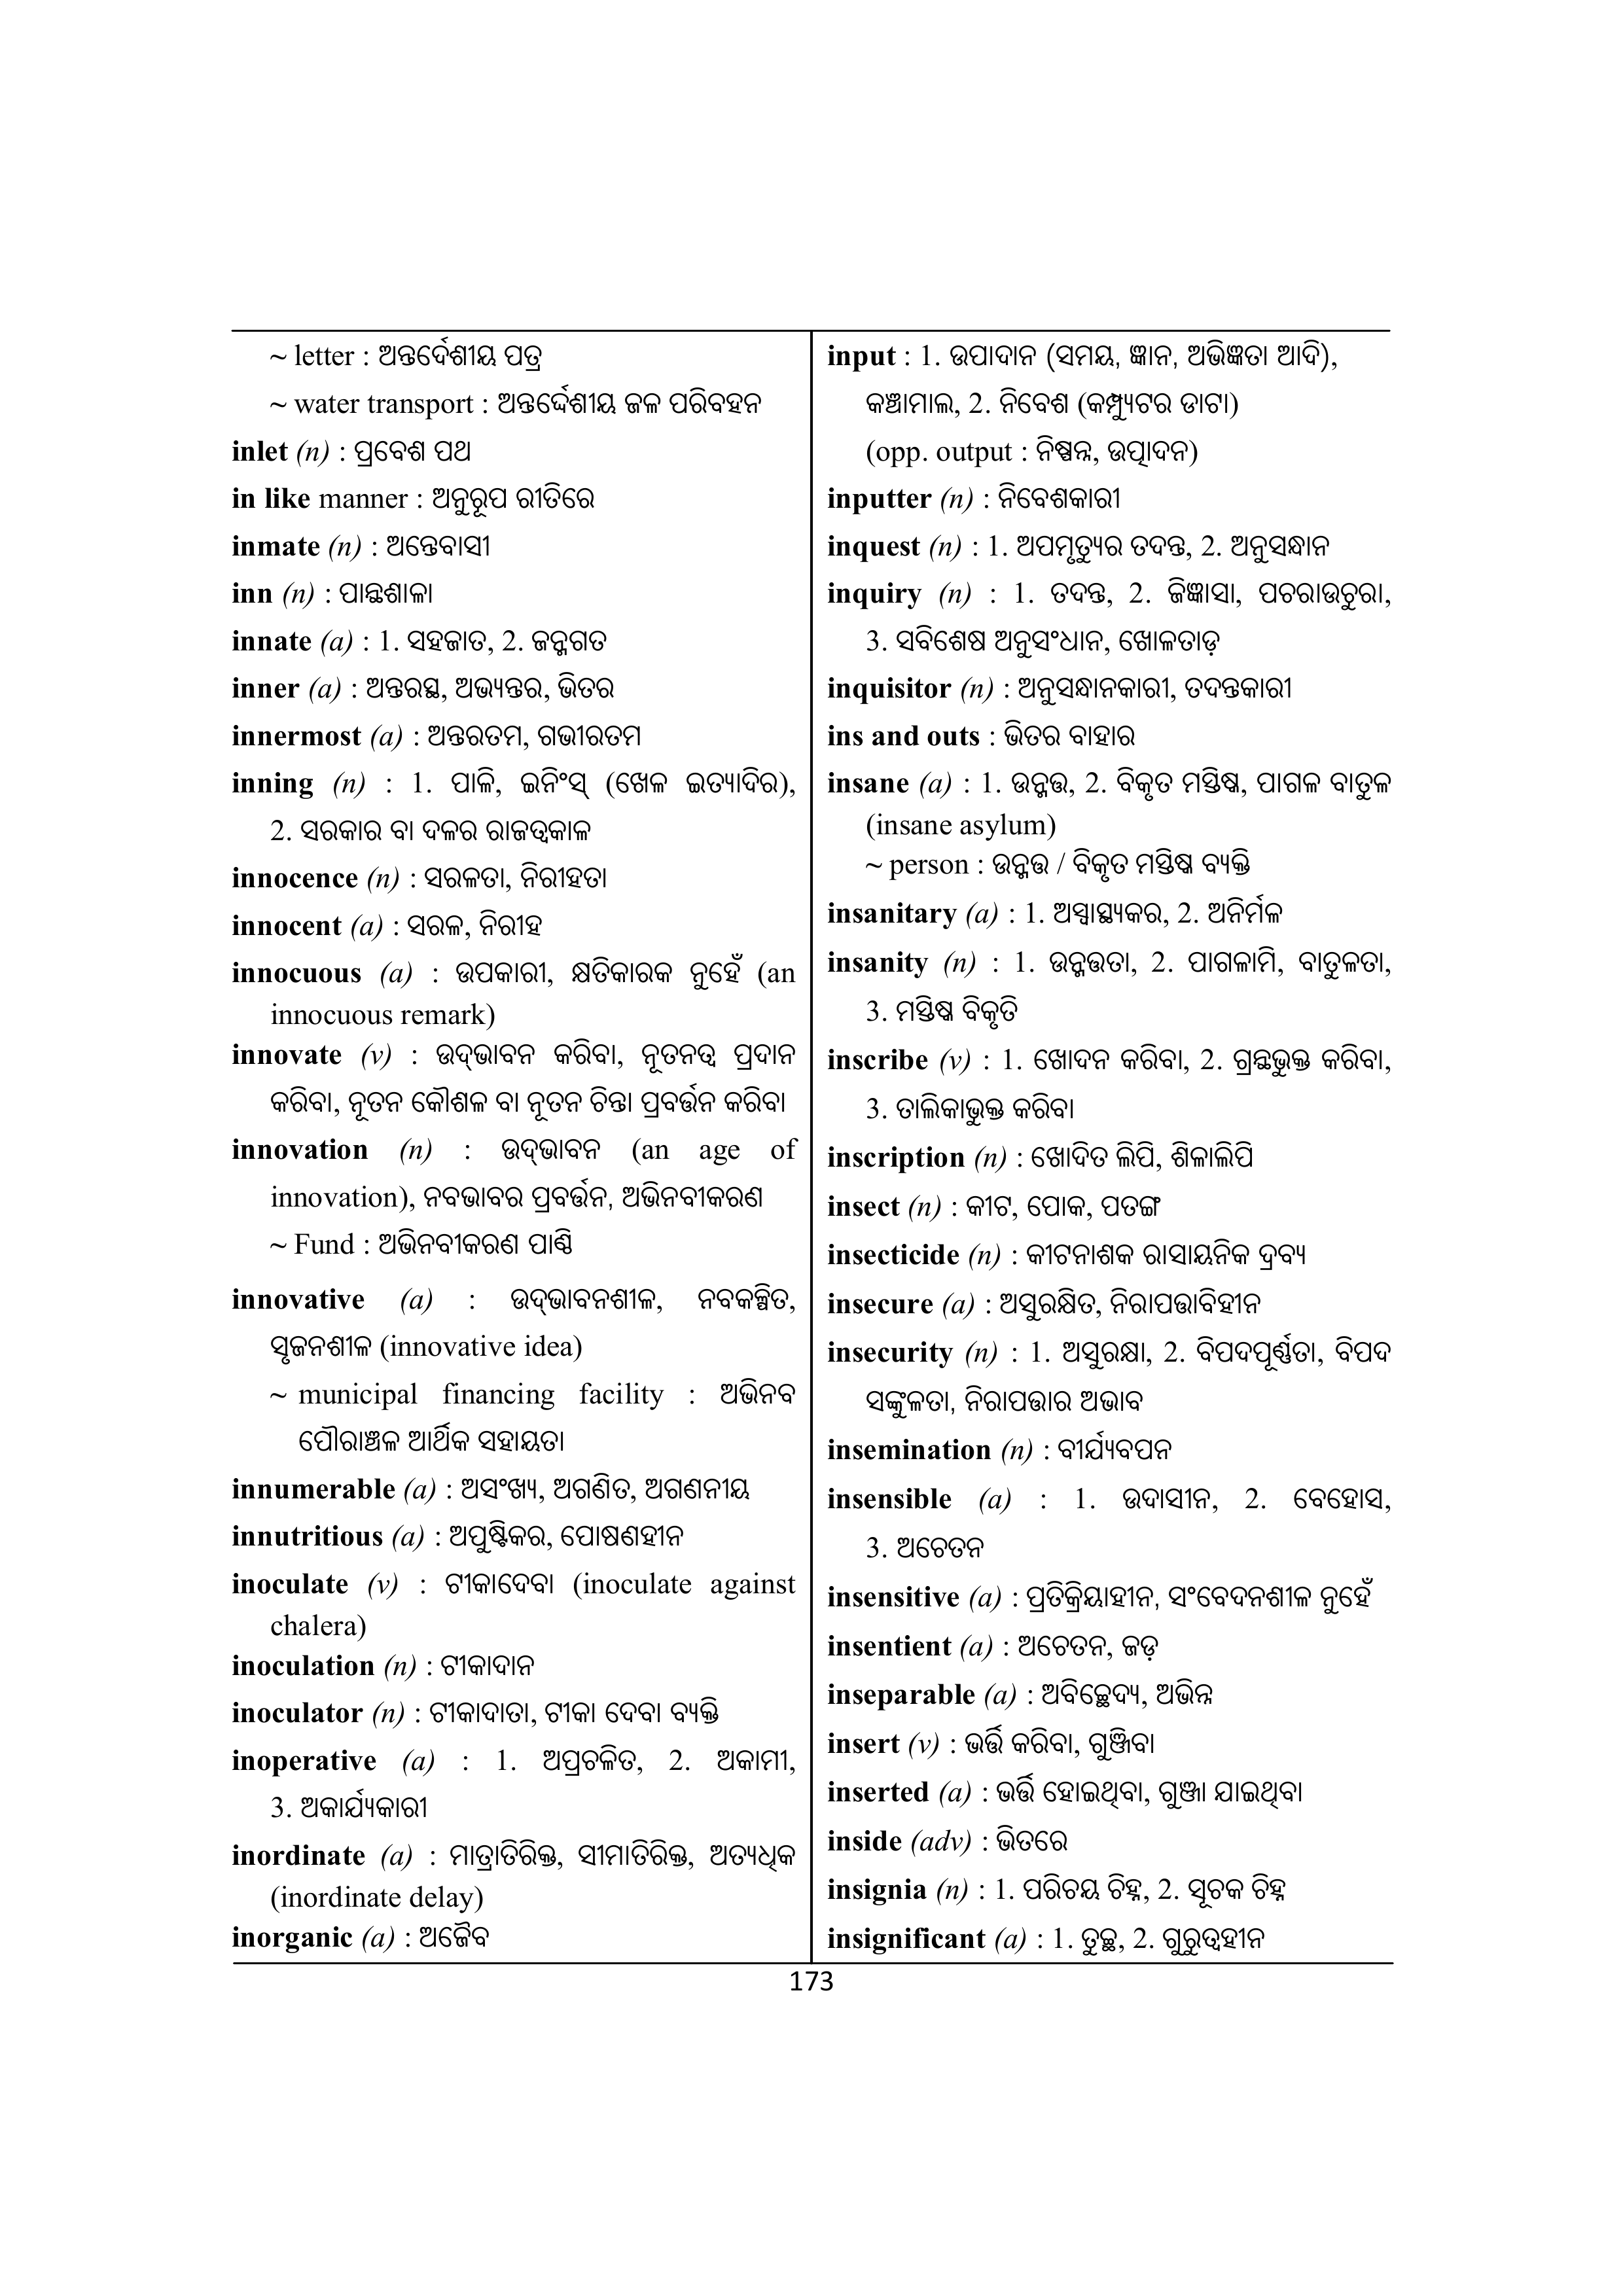 ~ letter : ଅନ୍ତର୍ଦେଶୀୟ ପତ୍ର
~ water transport : ଅନ୍ତର୍ଦ୍ଦେଶୀୟ ଜଳ ପରିବହନ
inlet (n) : ପ୍ରବେଶ ପଥ
in like manner : ଅନୁରୂପ ରୀତିରେ
inmate (n) : ଅନ୍ତେବାସୀ
inn (n) : ପାନ୍ଥଶାଳା
innate (a) : 1. ସହଜାତ, 2. ଜନ୍ମଗତ
inner (a) : ଅନ୍ତରସ୍ଥ, ଅଭ୍ୟନ୍ତର, ଭିତର
innermost (a) : ଅନ୍ତରତମ, ଗଭୀରତମ
inning (n) : 1. ପାଳି, ଇନିଂସ୍ (ଖେଳ ଇତ୍ୟାଦିର),
2. ସରକାର ବା ଦଳର ରାଜତ୍ୱକାଳ
innocence (n) : ସରଳତା, ନିରୀହତା
innocent (a) : ସରଳ, ନିରୀହ
innocuous (a) : ଉପକାରୀ, କ୍ଷତିକାରକ ନୁହେଁ (an
innocuous remark)
innovate (v) : ଉଦ୍‌ଭାବନ କରିବା, ନୂତନତ୍ୱ ପ୍ରଦାନ
କରିବା, ନୂତନ କୌଶଳ ବା ନୂତନ ଚିନ୍ତା ପ୍ରବର୍ତ୍ତନ କରିବା
innovation (n) : ଉଦ୍‌ଭାବନ (an age of
innovation), ନବଭାବର ପ୍ରବର୍ତ୍ତନ, ଅଭିନବୀକରଣ
~ Fund : ଅଭିନବୀକରଣ ପାଣ୍ଠି
innovative (a) : ଉଦ୍‌ଭାବନଶୀଳ, ନବକଳ୍ପିତ,
ସୃଜନଶୀଳ (innovative idea)
~ municipal financing facility : ଅଭିନବ
ପୌରାଞ୍ଚଳ ଆର୍ଥିକ ସହାୟତା
innumerable (a) : ଅସଂଖ୍ୟ, ଅଗଣିତ, ଅଗଣନୀୟ
innutritious (a) : ଅପୁଷ୍ଟିକର, ପୋଷଣହୀନ
inoculate (v) : ଟୀକାଦେବା (inoculate against
chalera)
inoculation (n) : ଟୀକାଦାନ
inoculator (n) : ଟୀକାଦାତା, ଟୀକା ଦେବା ବ୍ୟକ୍ତି
inoperative (a) : 1. ଅପ୍ରଚଳିତ, 2. ଅକାମୀ,
3. ଅକାର୍ଯ୍ୟକାରୀ
inordinate (a) : ମାତ୍ରାତିରିକ୍ତ, ସୀମାତିରିକ୍ତ, ଅତ୍ୟଧିକ
(inordinate delay)
inorganic (a) : ଅଜୈବ
input : 1. ଉପାଦାନ (ସମୟ, ଜ୍ଞାନ, ଅଭିଜ୍ଞତା ଆଦି),
କଞ୍ଚାମାଲ, 2. ନିବେଶ (କମ୍ପ୍ୟୁଟର ଡାଟା)
(opp. output : ନିଷ୍ପନ୍ନ, ଉତ୍ପାଦନ)
inputter (n) : ନିବେଶକାରୀ
inquest (n) : 1. ଅପମୃତ୍ୟୁର ତଦନ୍ତ, 2. ଅନୁସନ୍ଧାନ
inquiry (n) : 1. ତଦନ୍ତ, 2. ଜିଜ୍ଞାସା, ପଚରାଉଚୁରା,
3. ସବିଶେଷ ଅନୁସଂଧାନ, ଖୋଳତାଡ଼
inquisitor (n) : ଅନୁସନ୍ଧାନକାରୀ, ତଦନ୍ତକାରୀ
ins and outs : ଭିତର ବାହାର
insane (a) : 1. ଉନ୍ମତ୍ତ, 2. ବିକୃତ ମସ୍ତିଷ୍କ, ପାଗଳ ବାତୁଳ
(insane asylum)
~ person : ଉନ୍ମତ୍ତ / ବିକୃତ ମସ୍ତିଷ୍କ ବ୍ୟକ୍ତି
insanitary (a) : 1. ଅସ୍ୱାସ୍ଥ୍ୟକର, 2. ଅନିର୍ମଳ
insanity (n) : 1. ଉନ୍ମତ୍ତତା, 2. ପାଗଳାମି, ବାତୁଳତା,
3. ମସ୍ତିଷ୍କ ବିକୃତି
inscribe (v) : 1. ଖୋଦନ କରିବା, 2. ଗ୍ରନ୍ଥଭୁକ୍ତ କରିବା,
3. ତାଲିକାଭୁକ୍ତ କରିବା
inscription (n) : ଖୋଦିତ ଲିପି, ଶିଳାଲିପି
insect (n) : କୀଟ, ପୋକ, ପତଙ୍ଗ
insecticide (n) : କୀଟନାଶକ ରାସାୟନିକ ଦ୍ରବ୍ୟ
insecure (a) : ଅସୁରକ୍ଷିତ, ନିରାପତ୍ତାବିହୀନ
insecurity (n) : 1. ଅସୁରକ୍ଷା, 2. ବିପଦପୂର୍ଣ୍ଣତା, ବିପଦ
ସଙ୍କୁଳତା, ନିରାପତ୍ତାର ଅଭାବ
insemination (n) : ବୀର୍ଯ୍ୟବପନ
insensible (a) : 1. ଉଦାସୀନ, 2. ବେହୋସ,
3. ଅଚେତନ
insensitive (a) : ପ୍ରତିକ୍ରିୟାହୀନ, ସଂବେଦନଶୀଳ ନୁହେଁ
insentient (a) : ଅଚେତନ, ଜଡ଼
inseparable (a) : ଅବିଚ୍ଛେଦ୍ୟ, ଅଭିନ୍ନ
insert (v) : ଭର୍ତ୍ତି କରିବା, ଗୁଞ୍ଜିବା
inserted (a) : ଭର୍ତ୍ତି ହୋଇଥିବା, ଗୁଞ୍ଜା ଯାଇଥିବା
inside (adv) : ଭିତରେ
insignia (n) : 1. ପରିଚୟ ଚିହ୍ନ, 2. ସୂଚକ ଚିହ୍ନ
insignificant (a) : 1. ତୁଚ୍ଛ, 2. ଗୁରୁତ୍ୱହୀନ
173